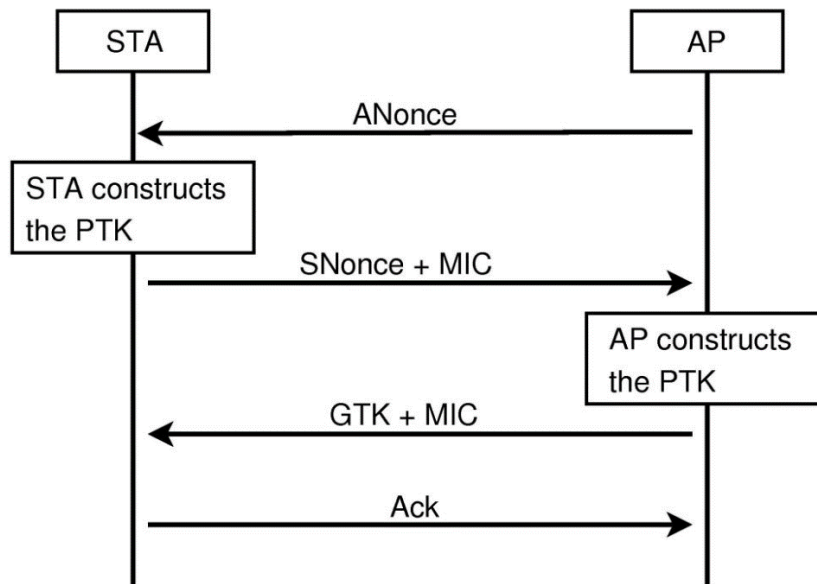 STA
AP
ANonce
STA constructs
the PTK
SNonce + MIC
AP constructs
the PTK
GTK + MIC
Ack